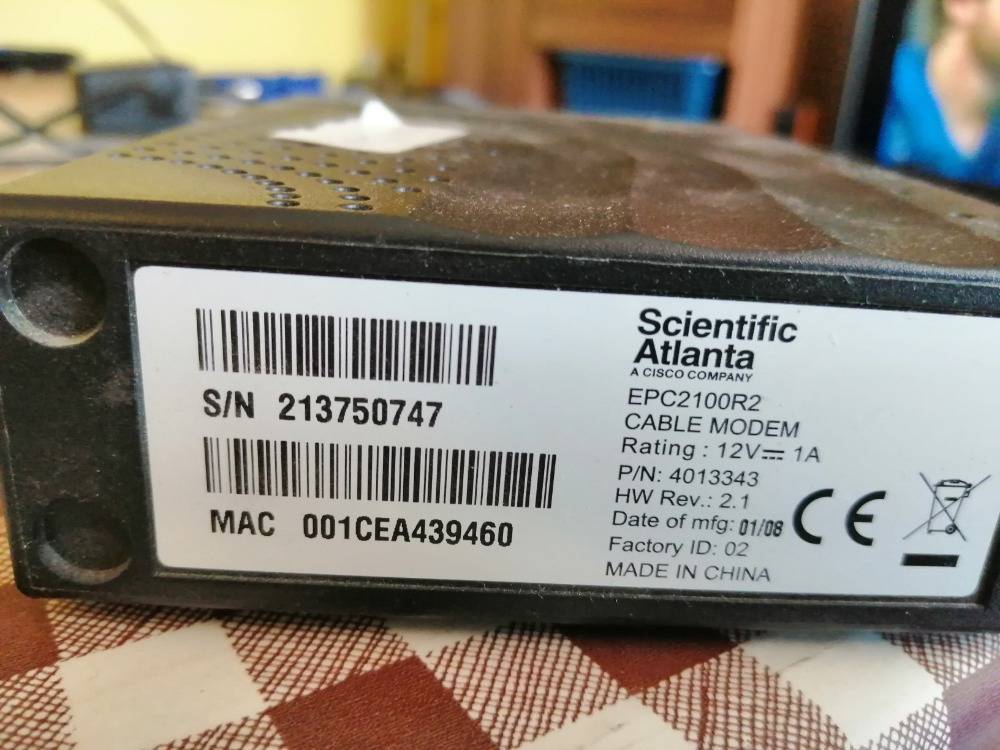 S/N 213750747
MAC 001CEA439460
Scientific
Atlanta
A CISCO COMPANY
EPC2100R2
CABLE MODEM
Rating : 12V⎓ 1A
P/N: 4013343
HW Rev.: 2.1
Date of mfg: 01/08
Factory ID: 02
MADE IN CHINA
CE